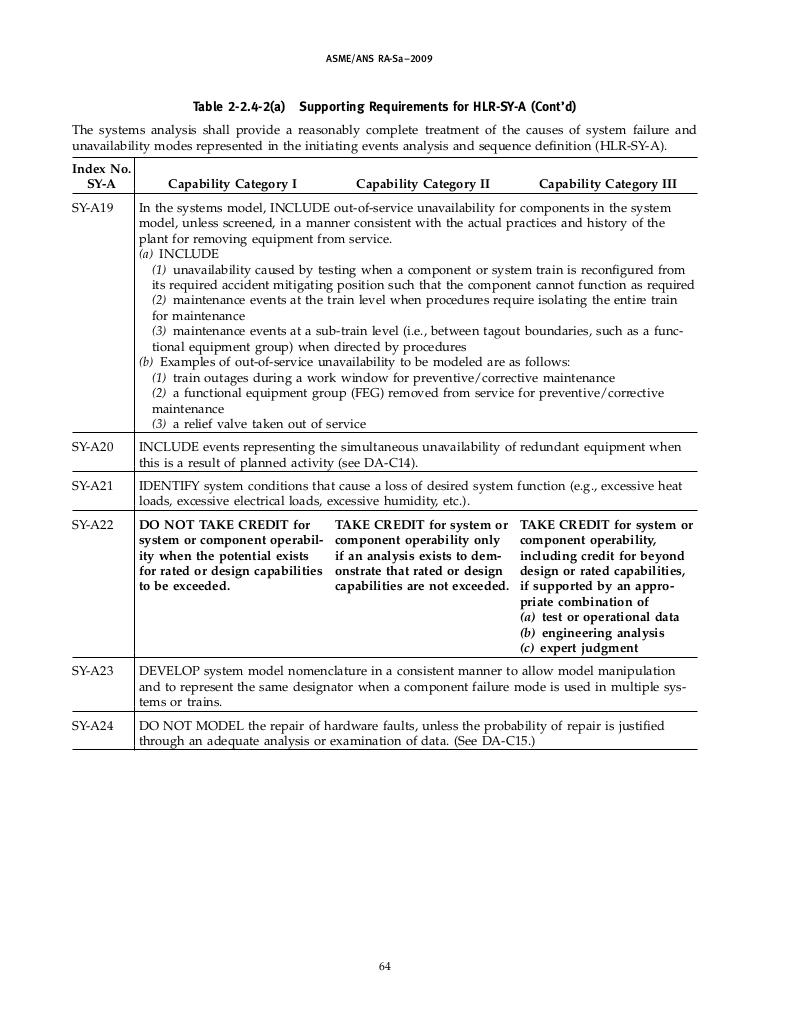 ASME/ANS RA-Sa–2009
Table 2-2.4-2(a) Supporting Requirements for HLR-SY-A (Cont'd)
The systems analysis shall provide a reasonably complete treatment of the causes of system failure and
unavailability modes represented in the initiating events analysis and sequence definition (HLR-SY-A).
Index No.
SY-A Capability Category I Capability Category II Capability Category III
SY-A19 In the systems model, INCLUDE out-of-service unavailability for components in the system
model, unless screened, in a manner consistent with the actual practices and history of the
plant for removing equipment from service.
(a) INCLUDE
(1) unavailability caused by testing when a component or system train is reconfigured from
its required accident mitigating position such that the component cannot function as required
(2) maintenance events at the train level when procedures require isolating the entire train
for maintenance
(3) maintenance events at a sub-train level (i.e., between tagout boundaries, such as a func-
tional equipment group) when directed by procedures
(b) Examples of out-of-service unavailability to be modeled are as follows:
(1) train outages during a work window for preventive/corrective maintenance
(2) a functional equipment group (FEG) removed from service for preventive/corrective
maintenance
(3) a relief valve taken out of service
SY-A20 INCLUDE events representing the simultaneous unavailability of redundant equipment when
this is a result of planned activity (see DA-C14).
SY-A21 IDENTIFY system conditions that cause a loss of desired system function (e.g., excessive heat
loads, excessive electrical loads, excessive humidity, etc.).
SY-A22 DO NOT TAKE CREDIT for
system or component operabil-
ity when the potential exists
for rated or design capabilities
to be exceeded.
TAKE CREDIT for system or
component operability only
if an analysis exists to dem-
onstrate that rated or design
capabilities are not exceeded.
TAKE CREDIT for system or
component operability,
including credit for beyond
design or rated capabilities,
if supported by an appro-
priate combination of
(a) test or operational data
(b) engineering analysis
(c) expert judgment
SY-A23 DEVELOP system model nomenclature in a consistent manner to allow model manipulation
and to represent the same designator when a component failure mode is used in multiple sys-
tems or trains.
SY-A24 DO NOT MODEL the repair of hardware faults, unless the probability of repair is justified
through an adequate analysis or examination of data. (See DA-C15.)
64